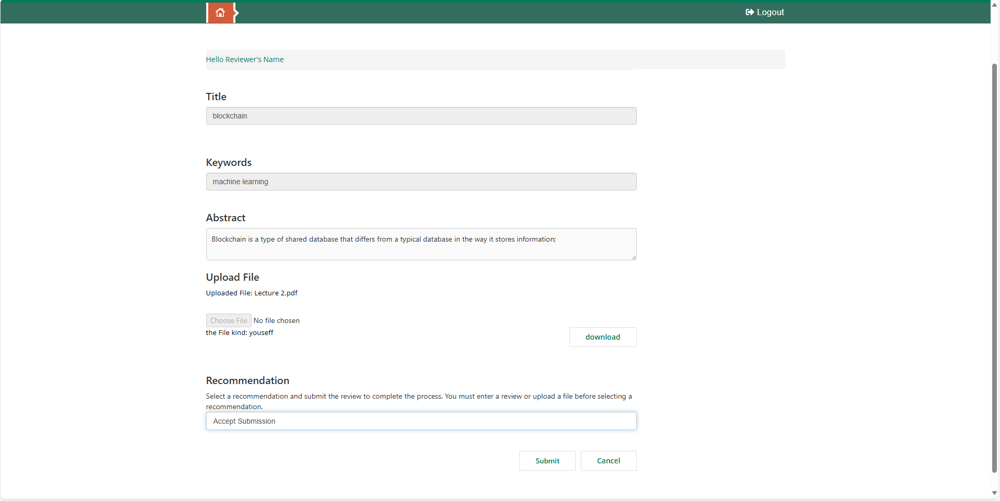 Logout
Hello Reviewer's Name
Title
blockchain
Keywords
machine learning
Abstract
Blockchain is a type of shared database that differs from a typical database in the way it stores information;
Upload File
Uploaded File: Lecture 2.pdf
Choose File No file chosen
the File kind: youseff
download
Recommendation
Select a recommendation and submit the review to complete the process. You must enter a review or upload a file before selecting a
recommendation.
Accept Submission
Submit Cancel